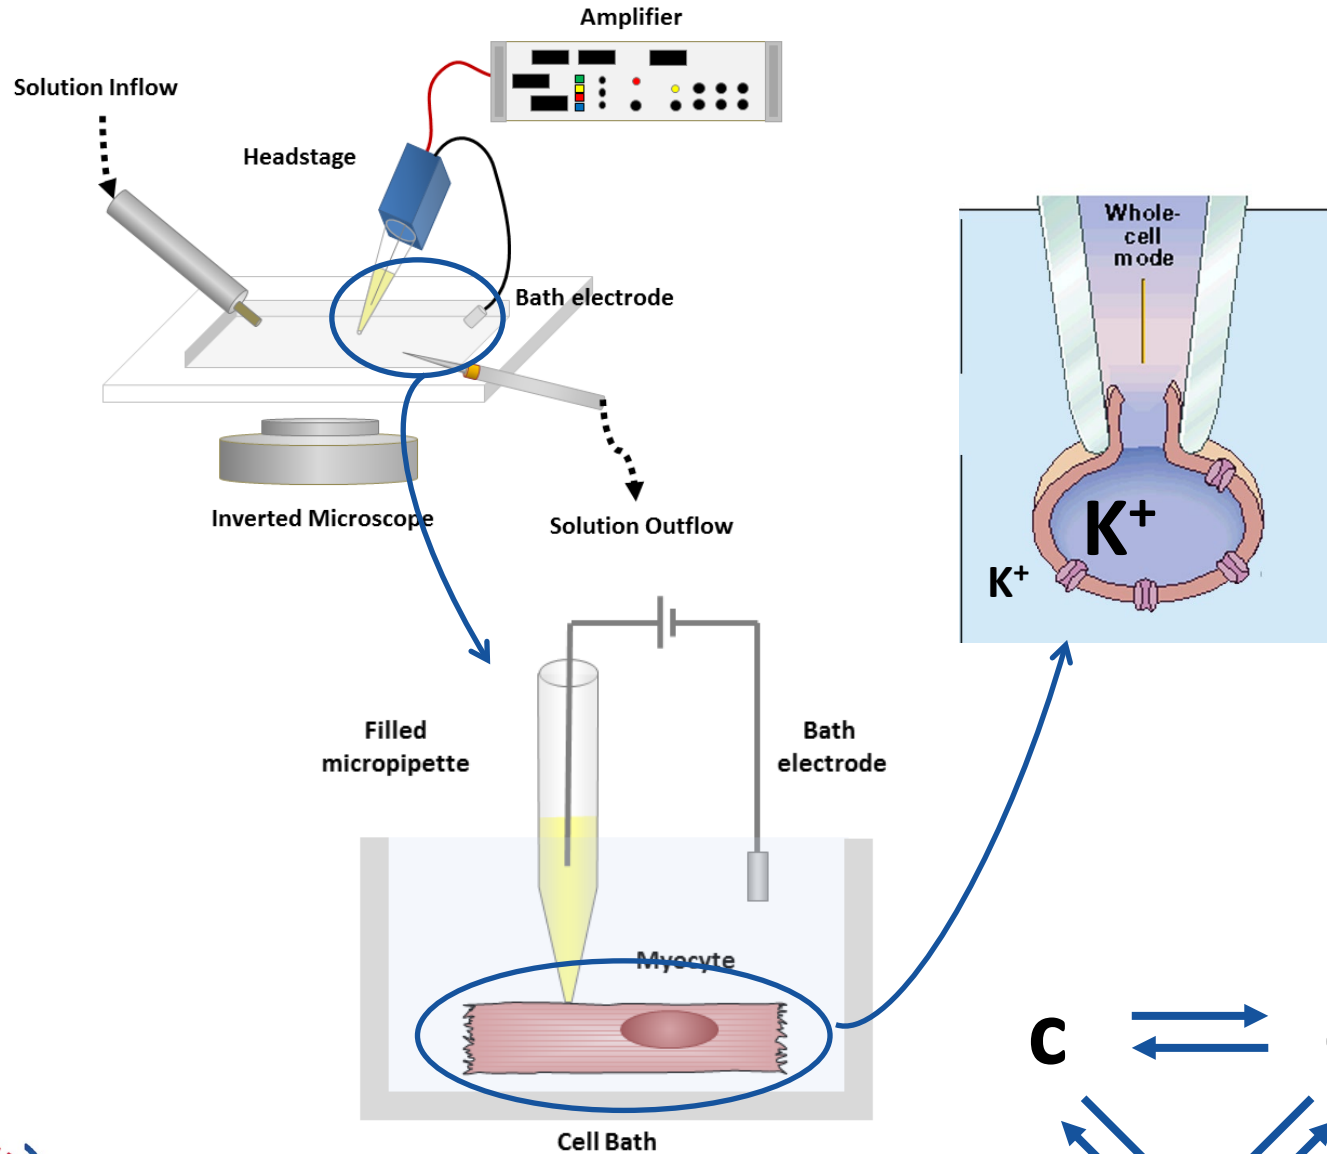 Amplifier
Solution Inflow
Headstage
Bath electrode
Inverted Microscope
Solution Outflow
Whole-
cell
mode
K⁺
K⁺
Filled
micropipette
Bath
electrode
Myocyte
Cell Bath
C